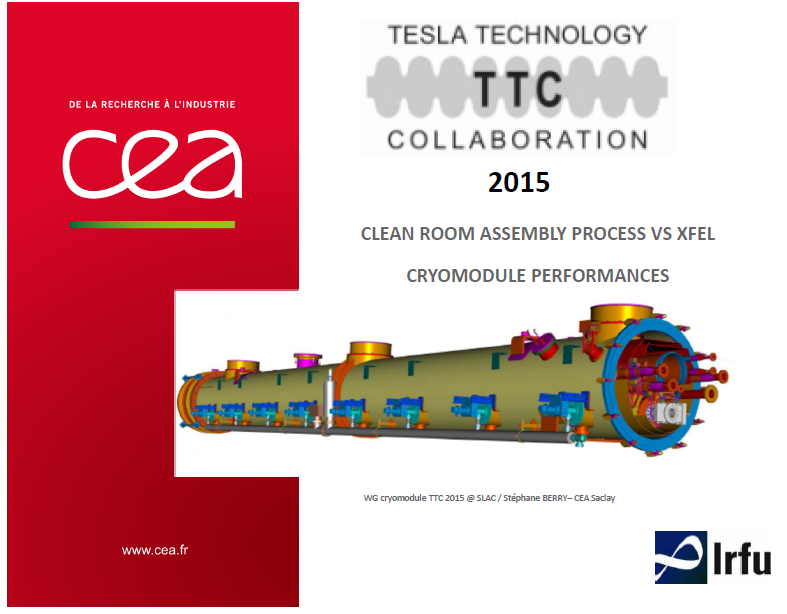 DE LA RECHERCHE À L'INDUSTRIE
cea
www.cea.fr
TESLA TECHNOLOGY
TTC
COLLABORATION
2015
CLEAN ROOM ASSEMBLY PROCESS VS XFEL
CRYOMODULE PERFORMANCES
WG cryomodule TTC 2015 @ SLAC / Stéphane BERRY– CEA Saclay
Irfu